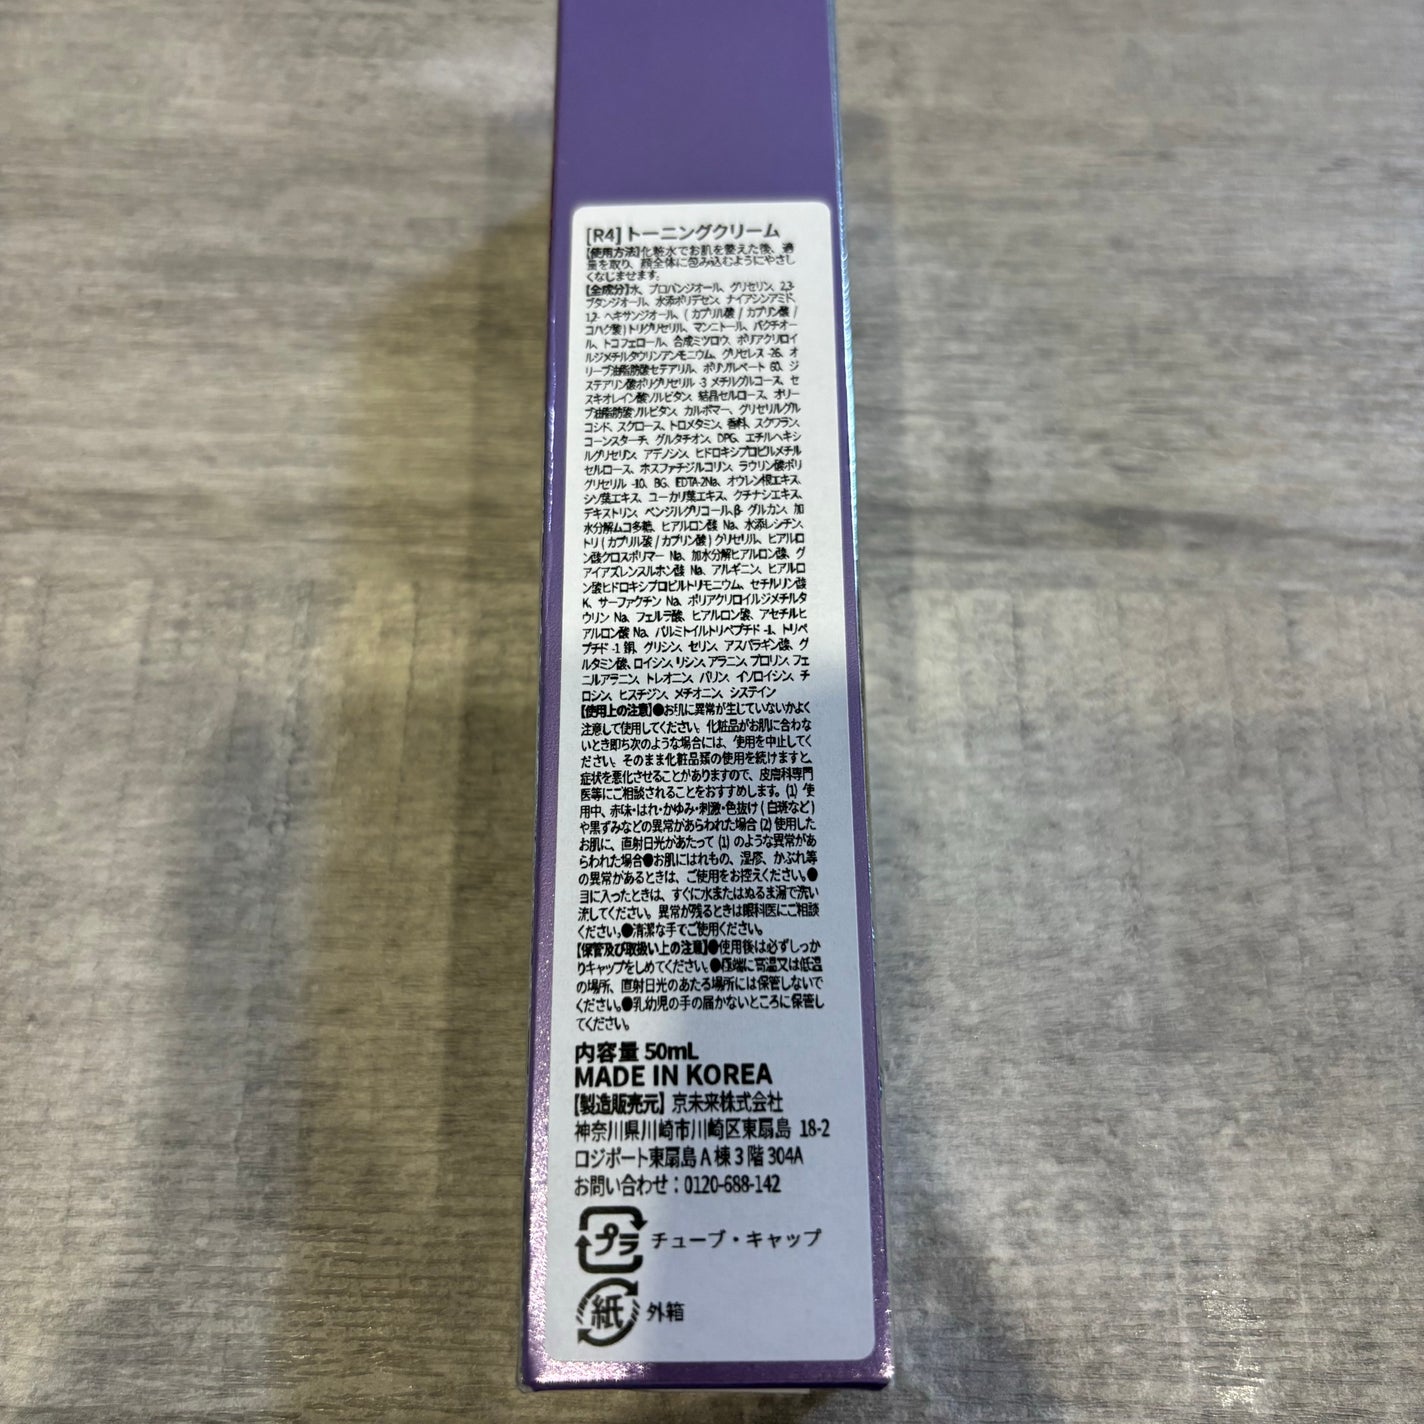 [R4] トーニングクリーム
【使用方法】化粧水でお肌を整えた後、適
量を取り、顔全体に包み込むようにやさし
くなじませます。
【全成分】水、プロパンジオール、グリセリン、2,3-
ブタンジオール、水添ポリデセン、ナイアシンアミド、
1,2- ヘキサンジオール、( カプリル酸 / カプリン酸 /
コハク酸 ) トリグリセリル、マンニトール、バクチオー
ル、トコフェロール、合成ミツロウ、ポリアクリロイ
ルジメチルタウリンアンモニウム、グリセレス -26、オ
リーブ油脂肪酸セテアリル、ポリソルベート 60、ジ
ステアリン酸ポリグリセリル -3 メチルグルコース、セ
スキオレイン酸ソルビタン、結晶セルロース、オリー
ブ油脂肪酸ソルビタン、カルボマー、グリセリルグル
コシド、スクロース、トロメタミン、香料、スクワラン、
コーンスターチ、グルタチオン、DPG、エチルヘキシ
ルグリセリン、アデノシン、ヒドロキシプロピルメチル
セルロース、ホスファチジルコリン、ラウリン酸ポリ
グリセリル -10、BG、EDTA-2Na、オウレン根エキス、
シソ葉エキス、ユーカリ葉エキス、クチナシエキス、
デキストリン、ペンチルグリコール、β- グルカン、加
水分解ムコ多糖、ヒアルロン酸 Na、水添レシチン、
トリ ( カプリル酸 / カプリン酸 ) グリセリル、ヒアルロ
ン酸クロスポリマー Na、加水分解ヒアルロン酸、グ
アイアズレンスルホン酸 Na、アルギニン、ヒアルロ
ン酸ヒドロキシプロピルトリモニウム、セチルリン酸
K、サーファクチン Na、ポリアクリロイルジメチルタ
ウリン Na、フェルラ酸、ヒアルロン酸、アセチルヒ
アルロン酸 Na、パルミトイルトリペプチド -1、トリペ
プチド -1 銅、グリシン、セリン、アスパラギン酸、グ
ルタミン酸、ロイシン、リシン、アラニン、プロリン、フェ
ニルアラニン、トレオニン、バリン、イソロイシン、チ
ロシン、ヒスチジン、メチオニン、システイン
【使用上の注意】●お肌に異常が生じていないかよく
注意して使用してください。化粧品がお肌に合わな
いとき即ち次のような場合には、使用を中止してく
ださい。そのまま化粧品類の使用を続けますと、
症状を悪化させることがありますので、皮膚科専門
医等にご相談されることをおすすめします。(1) 使
用中、赤味・はれ・かゆみ・刺激・色抜け ( 白斑など )
や黒ずみなどの異常があらわれた場合 (2) 使用した
お肌に、直射日光があたって (1) のような異常があ
らわれた場合●お肌にはれもの、湿疹、かぶれ等
の異常があるときは、ご使用をお控えください。●
目に入ったときは、すぐに水またはぬるま湯で洗い
流してください。異常が残るときは眼科医にご相談
ください。●清潔な手でご使用ください。
【保管及び取扱い上の注意】●使用後は必ずしっか
りキャップをしめてください。●極端に高温又は低温
の場所、直射日光のあたる場所には保管しないで
ください。●乳幼児の手の届かないところに保管し
てください。
内容量 50mL
MADE IN KOREA
【製造販売元】京未来株式会社
神奈川県川崎市川崎区東扇島 18-2
ロジポート東扇島 A 棟 3 階 304A
お問い合わせ：0120-688-142
プラ チューブ・キャップ
紙 外箱